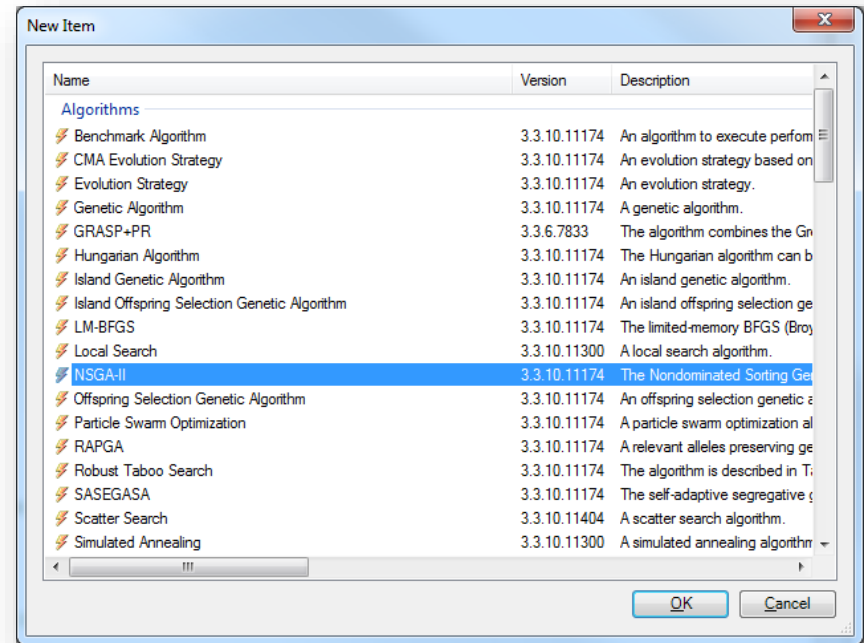 New Item
Name Version Description
Algorithms
Benchmark Algorithm 3.3.10.11174 An algorithm to execute perfom
CMA Evolution Strategy 3.3.10.11174 An evolution strategy based on
Evolution Strategy 3.3.10.11174 An evolution strategy.
Genetic Algorithm 3.3.10.11174 A genetic algorithm.
GRASP+PR 3.3.6.7833 The algorithm combines the Gr
Hungarian Algorithm 3.3.10.11174 The Hungarian algorithm can b
Island Genetic Algorithm 3.3.10.11174 An island genetic algorithm.
Island Offspring Selection Genetic Algorithm 3.3.10.11174 An island offspring selection ge
LM-BFGS 3.3.10.11174 The limited-memory BFGS (Broy
Local Search 3.3.10.11300 A local search algorithm.
NSGA-II 3.3.10.11174 The Nondominated Sorting Ge
Offspring Selection Genetic Algorithm 3.3.10.11174 An offspring selection genetic a
Particle Swarm Optimization 3.3.10.11174 A particle swarm optimization al
RAPGA 3.3.10.11174 A relevant alleles preserving ge
Robust Taboo Search 3.3.10.11174 The algorithm is described in Ta
SASEGASA 3.3.10.11174 The self-adaptive segregative g
Scatter Search 3.3.10.11404 A scatter search algorithm.
Simulated Annealing 3.3.10.11300 A simulated annealing algorithm
OK Cancel